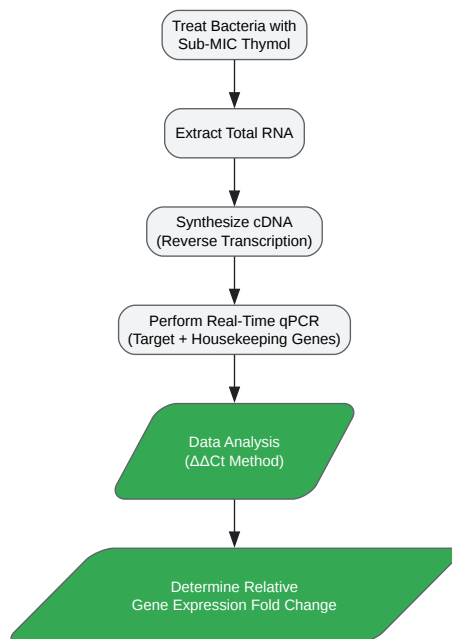 Treat Bacteria with
Sub-MIC Thymol
Extract Total RNA
Synthesize cDNA
(Reverse Transcription)
Perform Real-Time qPCR
(Target + Housekeeping Genes)
Data Analysis
(ΔΔCt Method)
Determine Relative
Gene Expression Fold Change